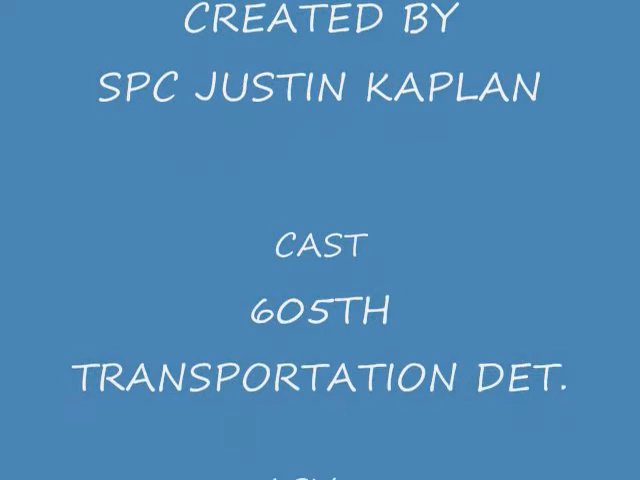 CREATED BY
SPC JUSTIN KAPLAN
CAST
605TH
TRANSPORTATION DET.